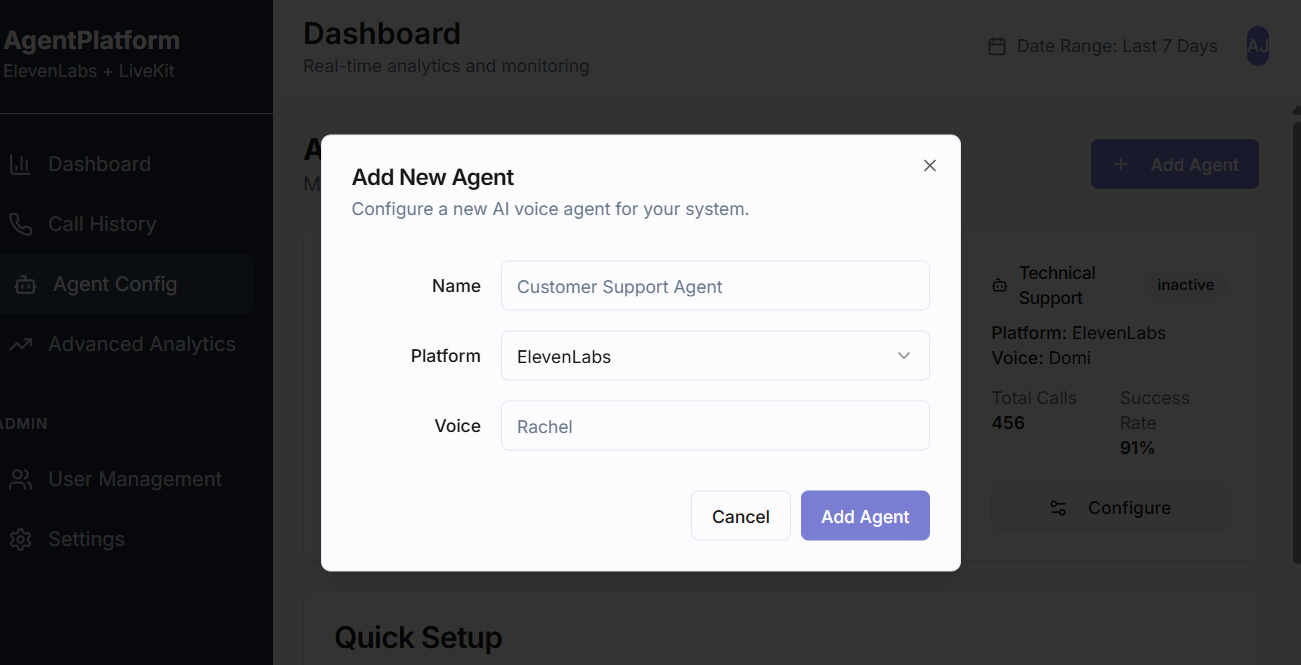 AgentPlatform
ElevenLabs + LiveKit
Dashboard
Call History
Agent Config
Advanced Analytics
ADMIN
User Management
Settings
Dashboard
Real-time analytics and monitoring
Date Range: Last 7 Days
AJ
Add Agent
Add New Agent
Configure a new AI voice agent for your system.
Name
Customer Support Agent
Platform
ElevenLabs
Voice
Rachel
Cancel
Add Agent
Technical
Support
inactive
Platform: ElevenLabs
Voice: Domi
Total Calls
456
Success
Rate
91%
Configure
Quick Setup